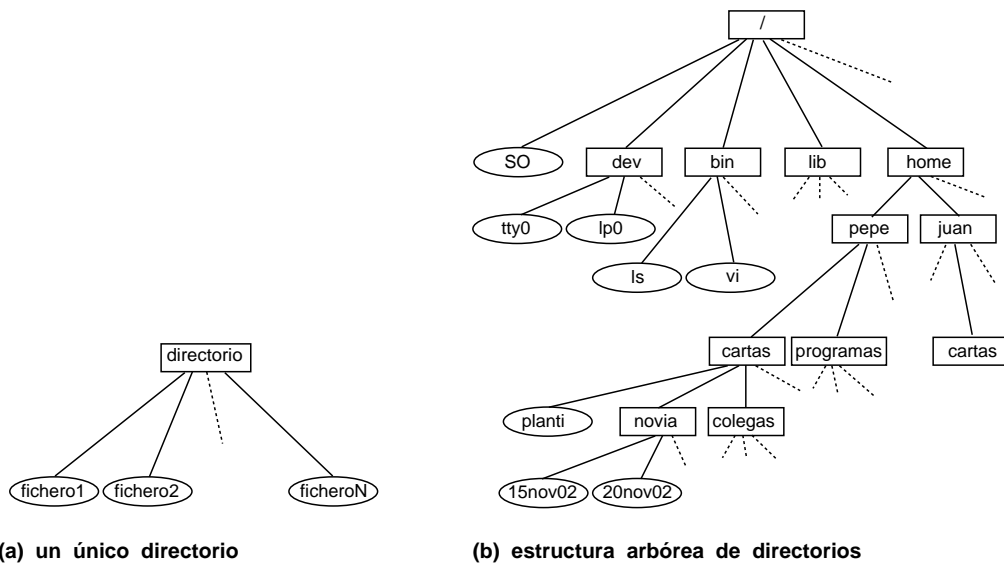 /
SO dev bin lib home
tty0 lp0 pepe juan
ls vi
directorio cartas programas cartas
planti novia colegas
fichero1 fichero2 ficheroN 15nov02 20nov02
(a) un único directorio (b) estructura arbórea de directorios